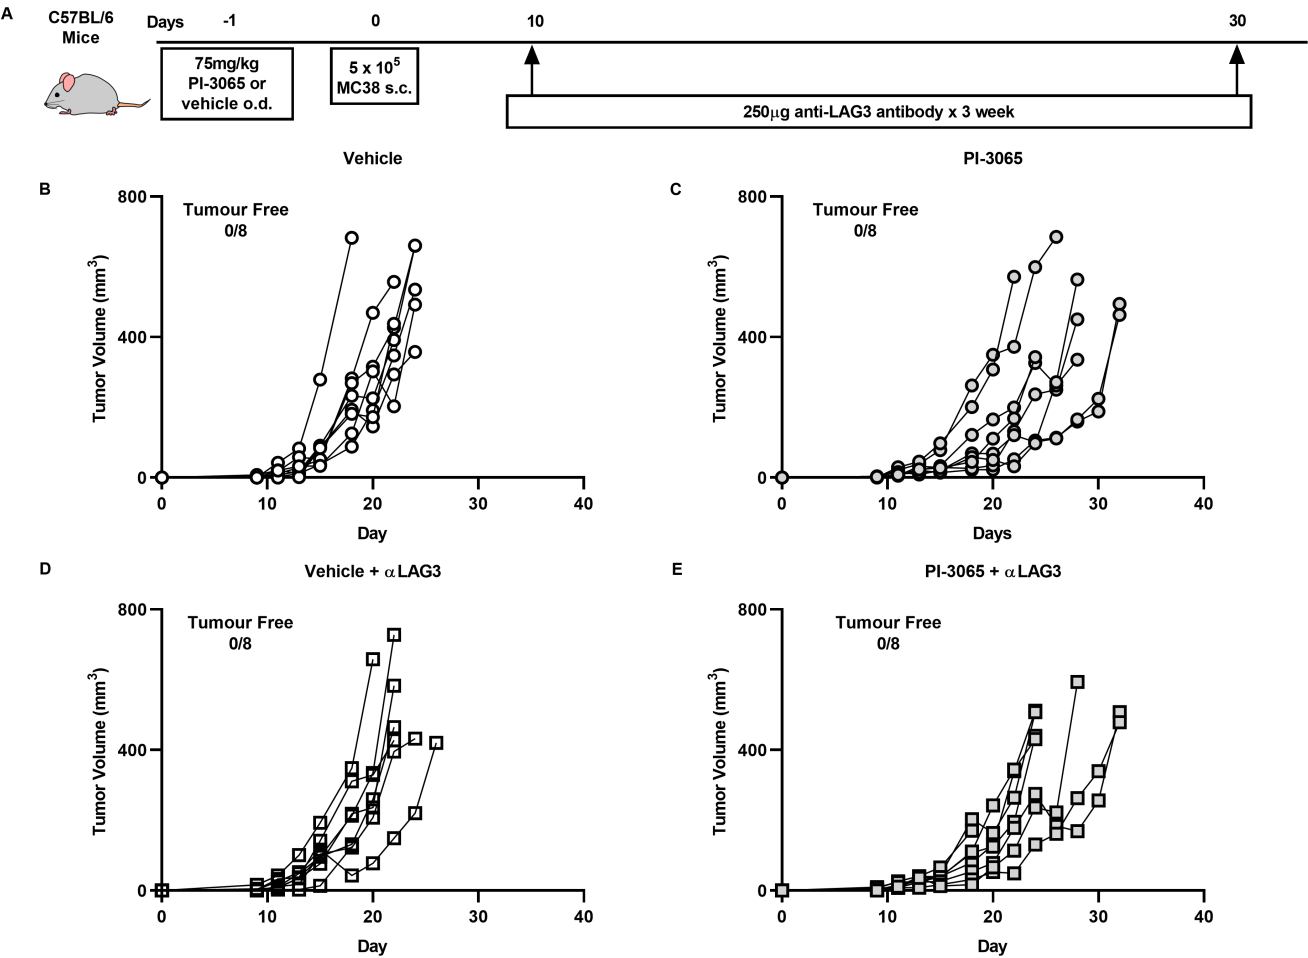 A
C57BL/6
Mice
Days -1 0 10 30
75mg/kg
PI-3065 or
vehicle o.d.
5 x 10⁵
MC38 s.c.
250μg anti-LAG3 antibody x 3 week
Vehicle
B
Tumour Free
0/8
Tumor Volume (mm³)
800
400
0
0 10 20 30 40
Day
PI-3065
C
Tumour Free
0/8
Tumor Volume (mm³)
800
400
0
0 10 20 30 40
Days
D
Vehicle + αLAG3
Tumour Free
0/8
Tumor Volume (mm³)
800
400
0
0 10 20 30 40
Day
E
PI-3065 + αLAG3
Tumour Free
0/8
Tumor Volume (mm³)
800
400
0
0 10 20 30 40
Day